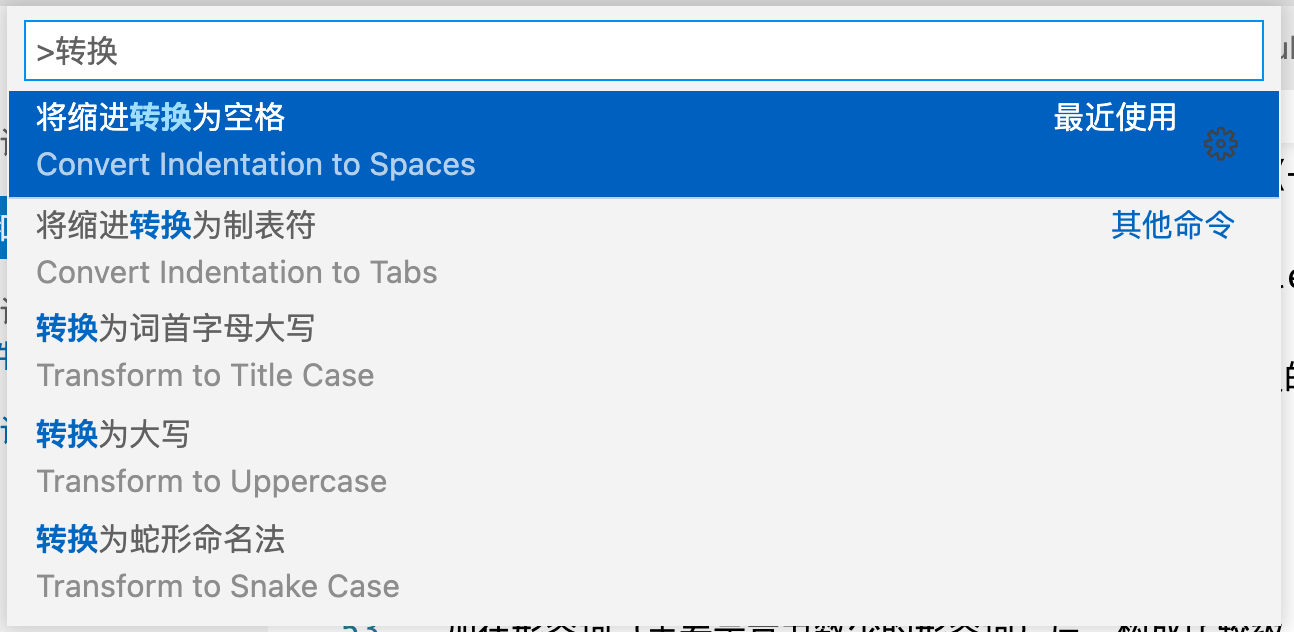 >转换
将缩进转换为空格 最近使用
Convert Indentation to Spaces
将缩进转换为制表符 其他命令
Convert Indentation to Tabs
转换为词首字母大写
Transform to Title Case
转换为大写
Transform to Uppercase
转换为蛇形命名法
Transform to Snake Case